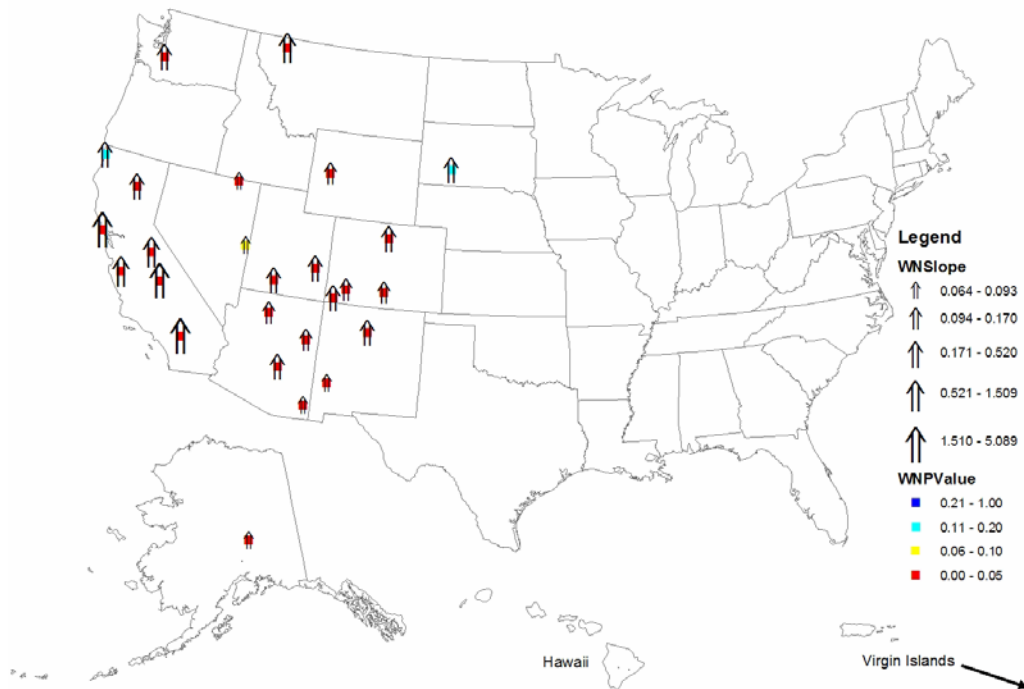 Legend
WNSlope
0.064 - 0.093
0.094 - 0.170
0.171 - 0.520
0.521 - 1.509
1.510 - 5.089
WNPValue
0.21 - 1.00
0.11 - 0.20
0.06 - 0.10
0.00 - 0.05
Hawaii
Virgin Islands